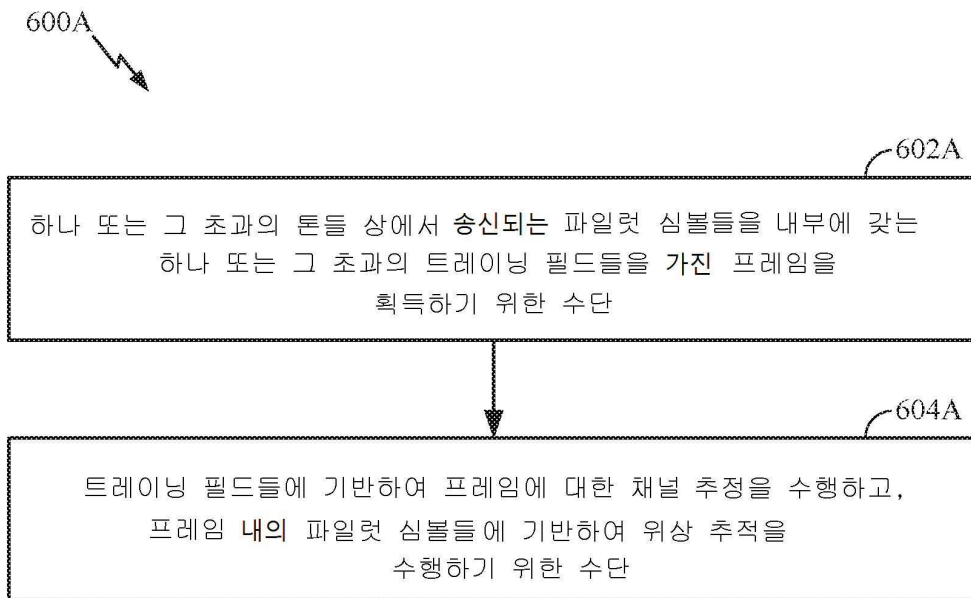 600A
602A
하나 또는 그 초과의 톤들 상에서 송신되는 파일럿 심볼들을 내부에 갖는
하나 또는 그 초과의 트레이닝 필드들을 가진 프레임을
획득하기 위한 수단
604A
트레이닝 필드들에 기반하여 프레임에 대한 채널 추정을 수행하고,
프레임 내의 파일럿 심볼들에 기반하여 위상 추적을
수행하기 위한 수단